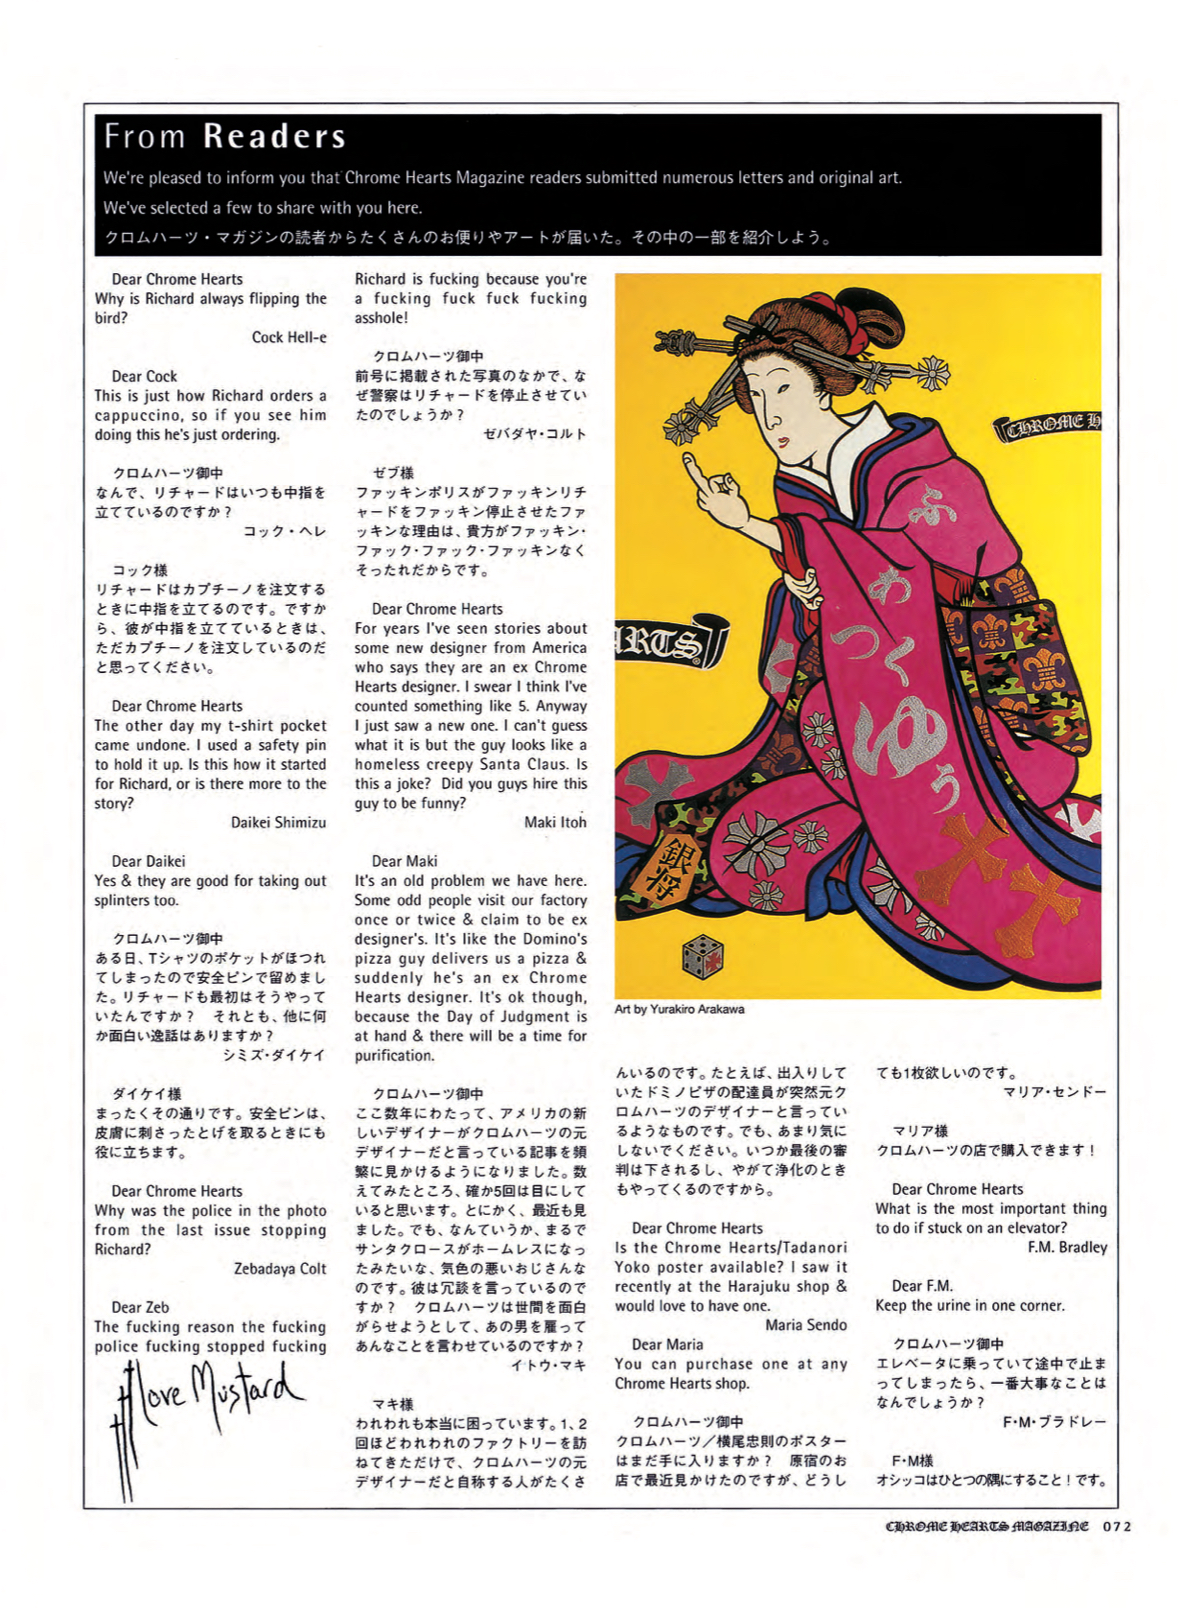 From Readers
We're pleased to inform you that Chrome Hearts Magazine readers submitted numerous letters and original art.
We've selected a few to share with you here.
クロムハーツ・マガジンの読者からたくさんのお便りやアートが届いた。その中の一部を紹介しよう。
Dear Chrome Hearts
Why is Richard always flipping the
bird?
Cock Hell-e
Dear Cock
This is just how Richard orders a
cappuccino, so if you see him
doing this he's just ordering.
クロムハーツ御中
なんで、リチャードはいつも中指を
立てているのですか？
コック・ヘレ
コック様
リチャードはカプチーノを注文する
ときに中指を立てるのです。ですか
ら、彼が中指を立てているときは、
ただカプチーノを注文しているのだ
と思ってください。
Dear Chrome Hearts
The other day my t-shirt pocket
came undone. I used a safety pin
to hold it up. Is this how it started
for Richard, or is there more to the
story?
Daikei Shimizu
Dear Daikei
Yes & they are good for taking out
splinters too.
クロムハーツ御中
ある日、Tシャツのポケットがほつれ
てしまったので安全ピンで留めまし
た。リチャードも最初はそうやって
いたんですか？　それとも、他に何
か面白い逸話はありますか？
シミズ・ダイケイ
ダイケイ様
まったくその通りです。安全ピンは、
皮膚に刺さったとげを取るときにも
役に立ちます。
Dear Chrome Hearts
Why was the police in the photo
from the last issue stopping
Richard?
Zebadaya Colt
Dear Zeb
The fucking reason the fucking
police fucking stopped fucking
love Mustard
Richard is fucking because you're
a fucking fuck fuck fucking
asshole!
クロムハーツ御中
前号に掲載された写真のなかで、な
ぜ警察はリチャードを停止させてい
たのでしょうか？
ゼバダヤ・コルト
ゼブ様
ファッキンポリスがファッキンリチ
ャードをファッキン停止させたファ
ッキンな理由は、貴方がファッキン・
ファック・ファック・ファッキンなく
そったれだからです。
Dear Chrome Hearts
For years I've seen stories about
some new designer from America
who says they are an ex Chrome
Hearts designer. I swear I think I've
counted something like 5. Anyway
I just saw a new one. I can't guess
what it is but the guy looks like a
homeless creepy Santa Claus. Is
this a joke? Did you guys hire this
guy to be funny?
Maki Itoh
Dear Maki
It's an old problem we have here.
Some odd people visit our factory
once or twice & claim to be ex
designer's. It's like the Domino's
pizza guy delivers us a pizza &
suddenly he's an ex Chrome
Hearts designer. It's ok though,
because the Day of Judgment is
at hand & there will be a time for
purification.
クロムハーツ御中
ここ数年にわたって、アメリカの新
しいデザイナーがクロムハーツの元
デザイナーだと言っている記事を頻
繁に見かけるようになりました。数
えてみたところ、確か5回は目にして
いると思います。とにかく、最近も見
ました。でも、なんていうか、まるで
サンタクロースがホームレスになっ
たみたいな、気色の悪いおじさんな
のです。彼は冗談を言っているので
すか？　クロムハーツは世間を面白
がらせようとして、あの男を雇って
あんなことを言わせているのですか？
イトウ・マキ
マキ様
われわれも本当に困っています。1、2
回ほどわれわれのファクトリーを訪
ねてきただけで、クロムハーツの元
デザイナーだと自称する人がたくさ
CHROME H
ARTS
よ
わ
く
つ
ゆ
う
銀
将
Art by Yurakiro Arakawa
んいるのです。たとえば、出入りして
いたドミノピザの配達員が突然元ク
ロムハーツのデザイナーと言ってい
るようなものです。でも、あまり気に
しないでください。いつか最後の審
判は下されるし、やがて浄化のとき
もやってくるのですから。
Dear Chrome Hearts
Is the Chrome Hearts/Tadanori
Yoko poster available? I saw it
recently at the Harajuku shop &
would love to have one.
Maria Sendo
Dear Maria
You can purchase one at any
Chrome Hearts shop.
クロムハーツ御中
クロムハーツ／横尾忠則のポスター
はまだ手に入りますか？　原宿のお
店で最近見かけたのですが、どうし
ても1枚欲しいのです。
マリア・センドー
マリア様
クロムハーツの店で購入できます！
Dear Chrome Hearts
What is the most important thing
to do if stuck on an elevator?
F.M. Bradley
Dear F.M.
Keep the urine in one corner.
クロムハーツ御中
エレベータに乗っていて途中で止ま
ってしまったら、一番大事なことは
なんでしょうか？
F・M・ブラドレー
F・M様
オシッコはひとつの隅にすること！です。
CHROME HEARTS MAGAZINE 072